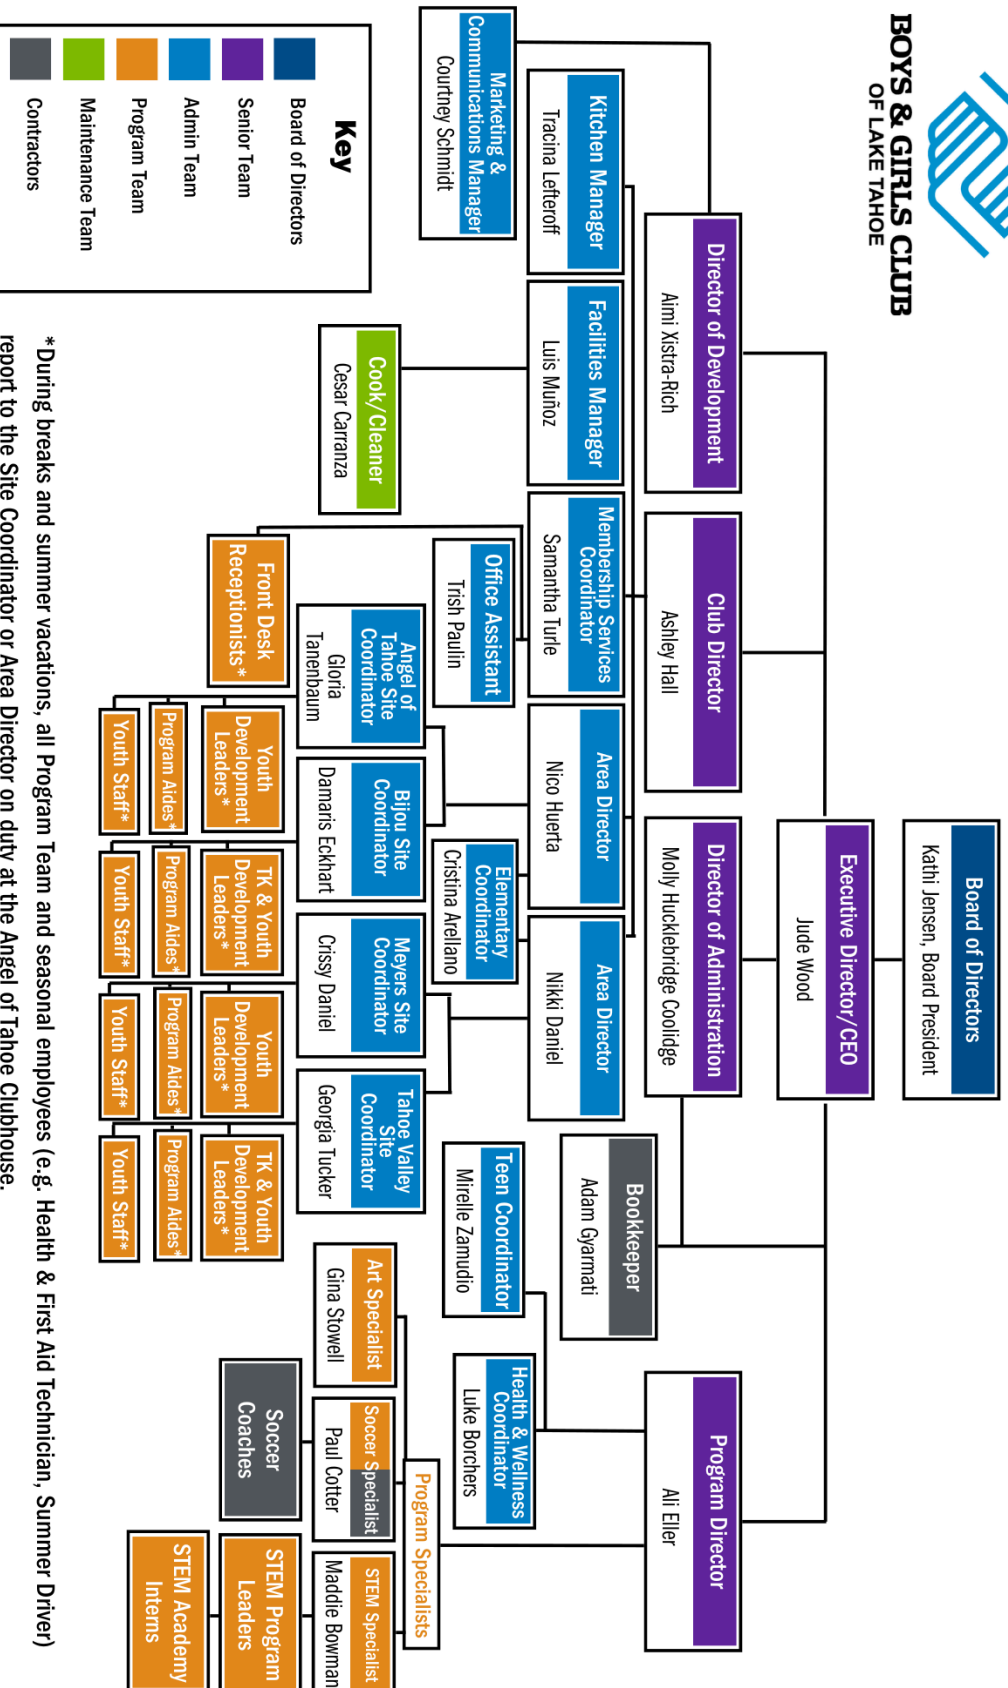 BOYS & GIRLS CLUB
OF LAKE TAHOE
Board of Directors
Kathi Jensen, Board President
Executive Director/CEO
Jude Wood
Director of Development
Aimi Xistra-Rich
Club Director
Ashley Hall
Director of Administration
Molly Hucklebridge Coolidge
Program Director
Ali Eller
Bookkeeper
Adam Gyarmati
Kitchen Manager
Tracina Lefteroff
Facilities Manager
Luis Muñoz
Membership Services
Coordinator
Samantha Turle
Area Director
Nico Huerta
Area Director
Nikki Daniel
Marketing &
Communications Manager
Courtney Schmidt
Office Assistant
Trish Paulin
Elementary
Coordinator
Cristina Arellano
Teen Coordinator
Mirelle Zamudio
Health & Wellness
Coordinator
Luke Borchers
Program Specialists
Cook/Cleaner
Cesar Carranza
Angel of
Tahoe Site
Coordinator
Gloria
Tanenbaum
Bijou Site
Coordinator
Damaris Eckhart
Meyers Site
Coordinator
Crissy Daniel
Tahoe Valley
Site
Coordinator
Georgia Tucker
Art Specialist
Gina Stowell
Soccer Specialist
Paul Cotter
STEM Specialist
Maddie Bowman
Front Desk
Receptionists*
Youth
Development
Leaders*
TK & Youth
Development
Leaders*
Youth
Development
Leaders*
TK & Youth
Development
Leaders*
Soccer
Coaches
STEM Program
Leaders
Program Aides*
Program Aides*
Program Aides*
Program Aides*
STEM Academy
Interns
Youth Staff*
Youth Staff*
Youth Staff*
Youth Staff*
Key
Board of Directors
Senior Team
Admin Team
Program Team
Maintenance Team
Contractors
*During breaks and summer vacations, all Program Team and seasonal employees (e.g. Health & First Aid Technician, Summer Driver)
report to the Site Coordinator or Area Director on duty at the Angel of Tahoe Clubhouse.